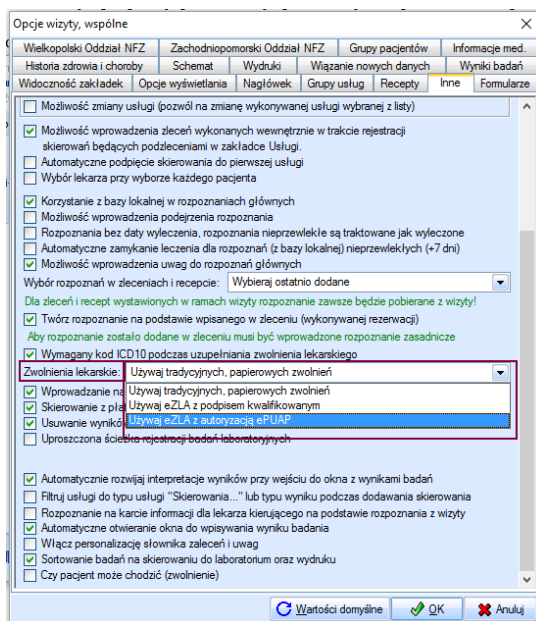 Opcje wizyty, wspólne
Wielkopolski Oddział NFZ Zachodniopomorski Oddział NFZ Grupy pacjentów Informacje med.
Historia zdrowia i choroby Schemat Wydruki Wiązanie nowych danych Wyniki badań
Widoczność zakładek Opcje wyświetlania Nagłówek Grupy usług Recepty Inne Formularze
Możliwość zmiany usługi (pozwól na zmianę wykonywanej usługi wybranej z listy)
Możliwość wprowadzenia zleceń wykonanych wewnętrznie w trakcie rejestracji
skierowań będących podzleceniami w zakładce Usługi.
Automatyczne podpięcie skierowania do pierwszej usługi
Wybór lekarza przy wyborze każdego pacjenta
Korzystanie z bazy lokalnej w rozpoznaniach głównych
Możliwość wprowadzenia podejrzenia rozpoznania
Rozpoznania bez daty wyleczenia, rozpoznania nieprzewlekłe są traktowane jak wyleczone
Automatyczne zamykanie leczenia dla rozpoznań (z bazy lokalnej) nieprzewlekłych (+7 dni)
Możliwość wprowadzenia uwag do rozpoznań głównych
Wybór rozpoznań w zleceniach i recepcie: Wybieraj ostatnio dodane
Dla zleceń i recept wystawionych w ramach wizyty rozpoznanie zawsze będzie pobierane z wizyty!
Twórz rozpoznanie na podstawie wpisanego w zleceniu (wykonywanej rezerwacji)
Aby rozpoznanie zostało dodane w zleceniu musi być wprowadzone rozpoznanie zasadnicze
Wymagany kod ICD10 podczas uzupełniania zwolnienia lekarskiego
Zwolnienia lekarskie: Używaj tradycyjnych, papierowych zwolnień
Wprowadzanie na Używaj tradycyjnych, papierowych zwolnień
Skierowanie z płat Używaj eZLA z podpisem kwalifikowanym
Usuwanie wyników Używaj eZLA z autoryzacją ePUAP
Uproszczona ścieżka rejestracji badań laboratoryjnych
Automatycznie rozwijaj interpretacje wyników przy wejściu do okna z wynikami badań
Filtruj usługi do typu usługi "Skierowania..." lub typu wyniku podczas dodawania skierowania
Rozpoznanie na karcie informacji dla lekarza kierującego na podstawie rozpoznania z wizyty
Automatyczne otwieranie okna do wpisywania wyniku badania
Włącz personalizację słownika zaleceń i uwag
Sortowanie badań na skierowaniu do laboratorium oraz wydruku
Czy pacjent może chodzić (zwolnienie)
Wartości domyślne OK Anuluj